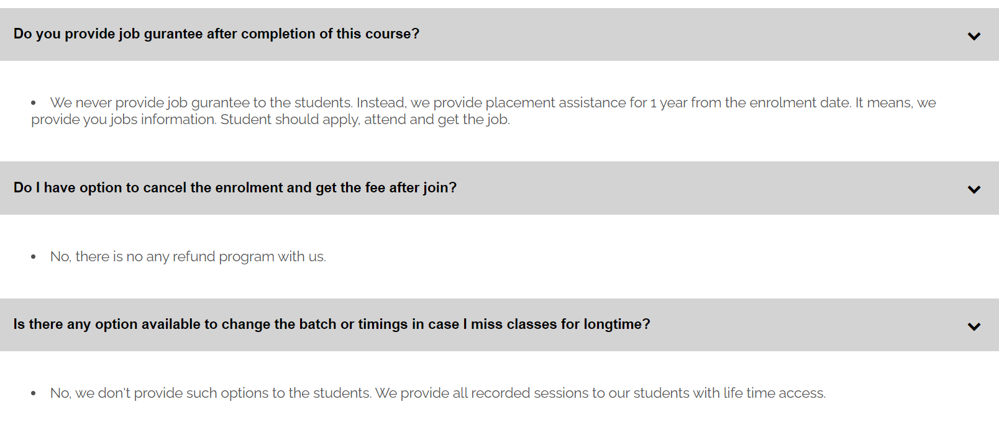 Do you provide job gurantee after completion of this course?
• We never provide job gurantee to the students. Instead, we provide placement assistance for 1 year from the enrolment date. It means, we
provide you jobs information. Student should apply, attend and get the job.
Do I have option to cancel the enrolment and get the fee after join?
• No, there is no any refund program with us.
Is there any option available to change the batch or timings in case I miss classes for longtime?
• No, we don't provide such options to the students. We provide all recorded sessions to our students with life time access.